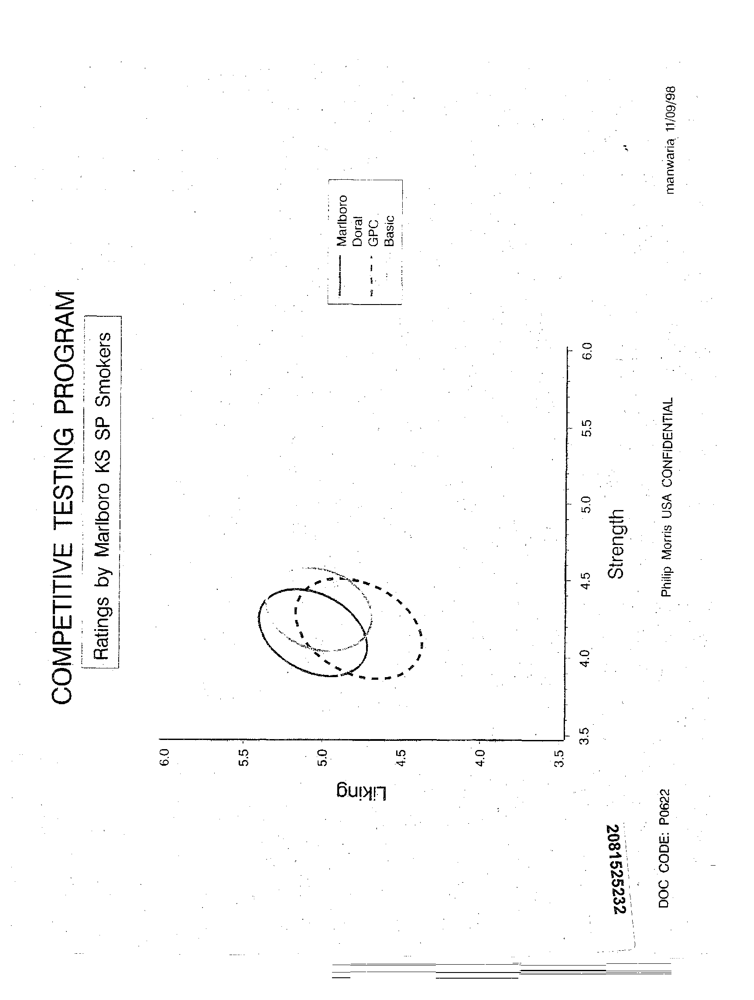 COMPETITIVE TESTING PROGRAM
Ratings by Marlboro KS SP Smokers
Liking
6.0
5.5
5.0
4.5
4.0
3.5
3.5
4.0
4.5
5.0
5.5
6.0
Strength
Marlboro
Doral
GPC
Basic
DOC CODE: P0622
Philip Morris USA CONFIDENTIAL
manwaria 11/09/98
2081525232